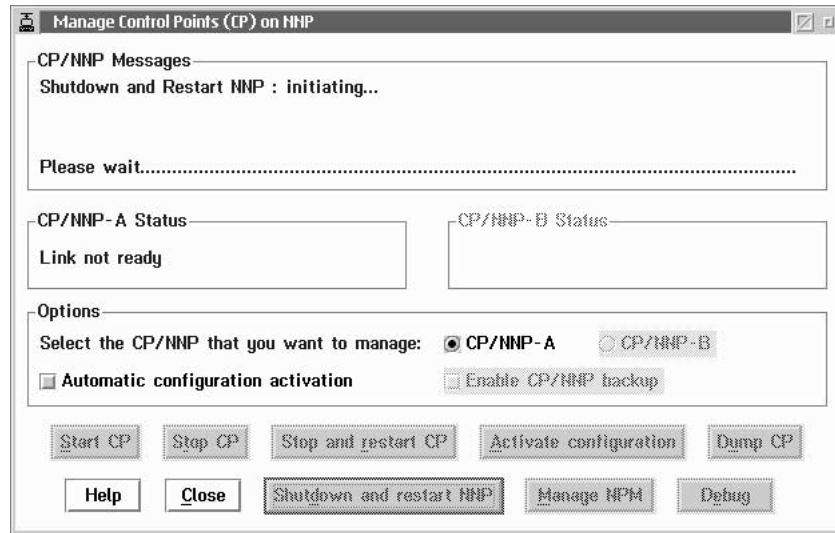 Manage Control Points (CP) on NNP
CP/NNP Messages
Shutdown and Restart NNP : initiating...
Please wait....................................................................................................
CP/NNP-A Status
CP/NNP-B Status
Link not ready
Options
Select the CP/NNP that you want to manage: CP/NNP-A CP/NNP-B
Automatic configuration activation Enable CP/NNP backup
Start CP Stop CP Stop and restart CP Activate configuration Dump CP
Help Close Shutdown and restart NNP Manage NPM Debug